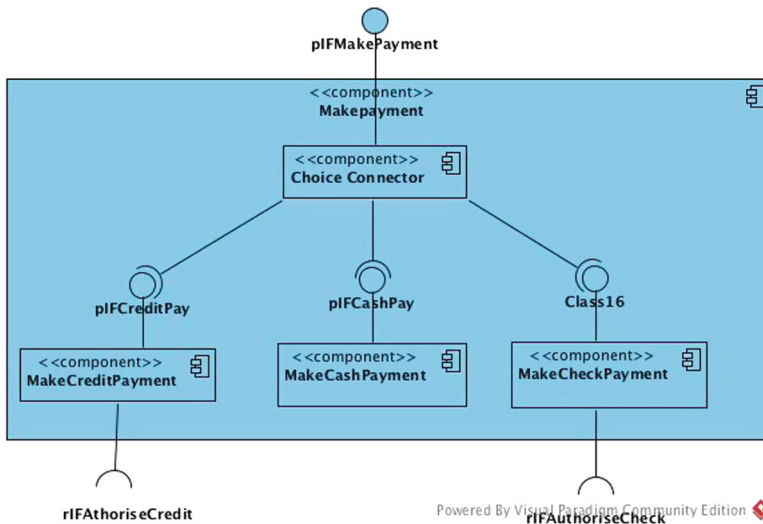 pIFMakePayment
<<component>>
Makepayment
<<component>>
Choice Connector
pIFCreditPay
pIFCashPay
Class16
<<component>>
MakeCreditPayment
<<component>>
MakeCashPayment
<<component>>
MakeCheckPayment
rIFAthoriseCredit
rIFAuthoriseCheck
Powered By Visual Paradigm Community Edition